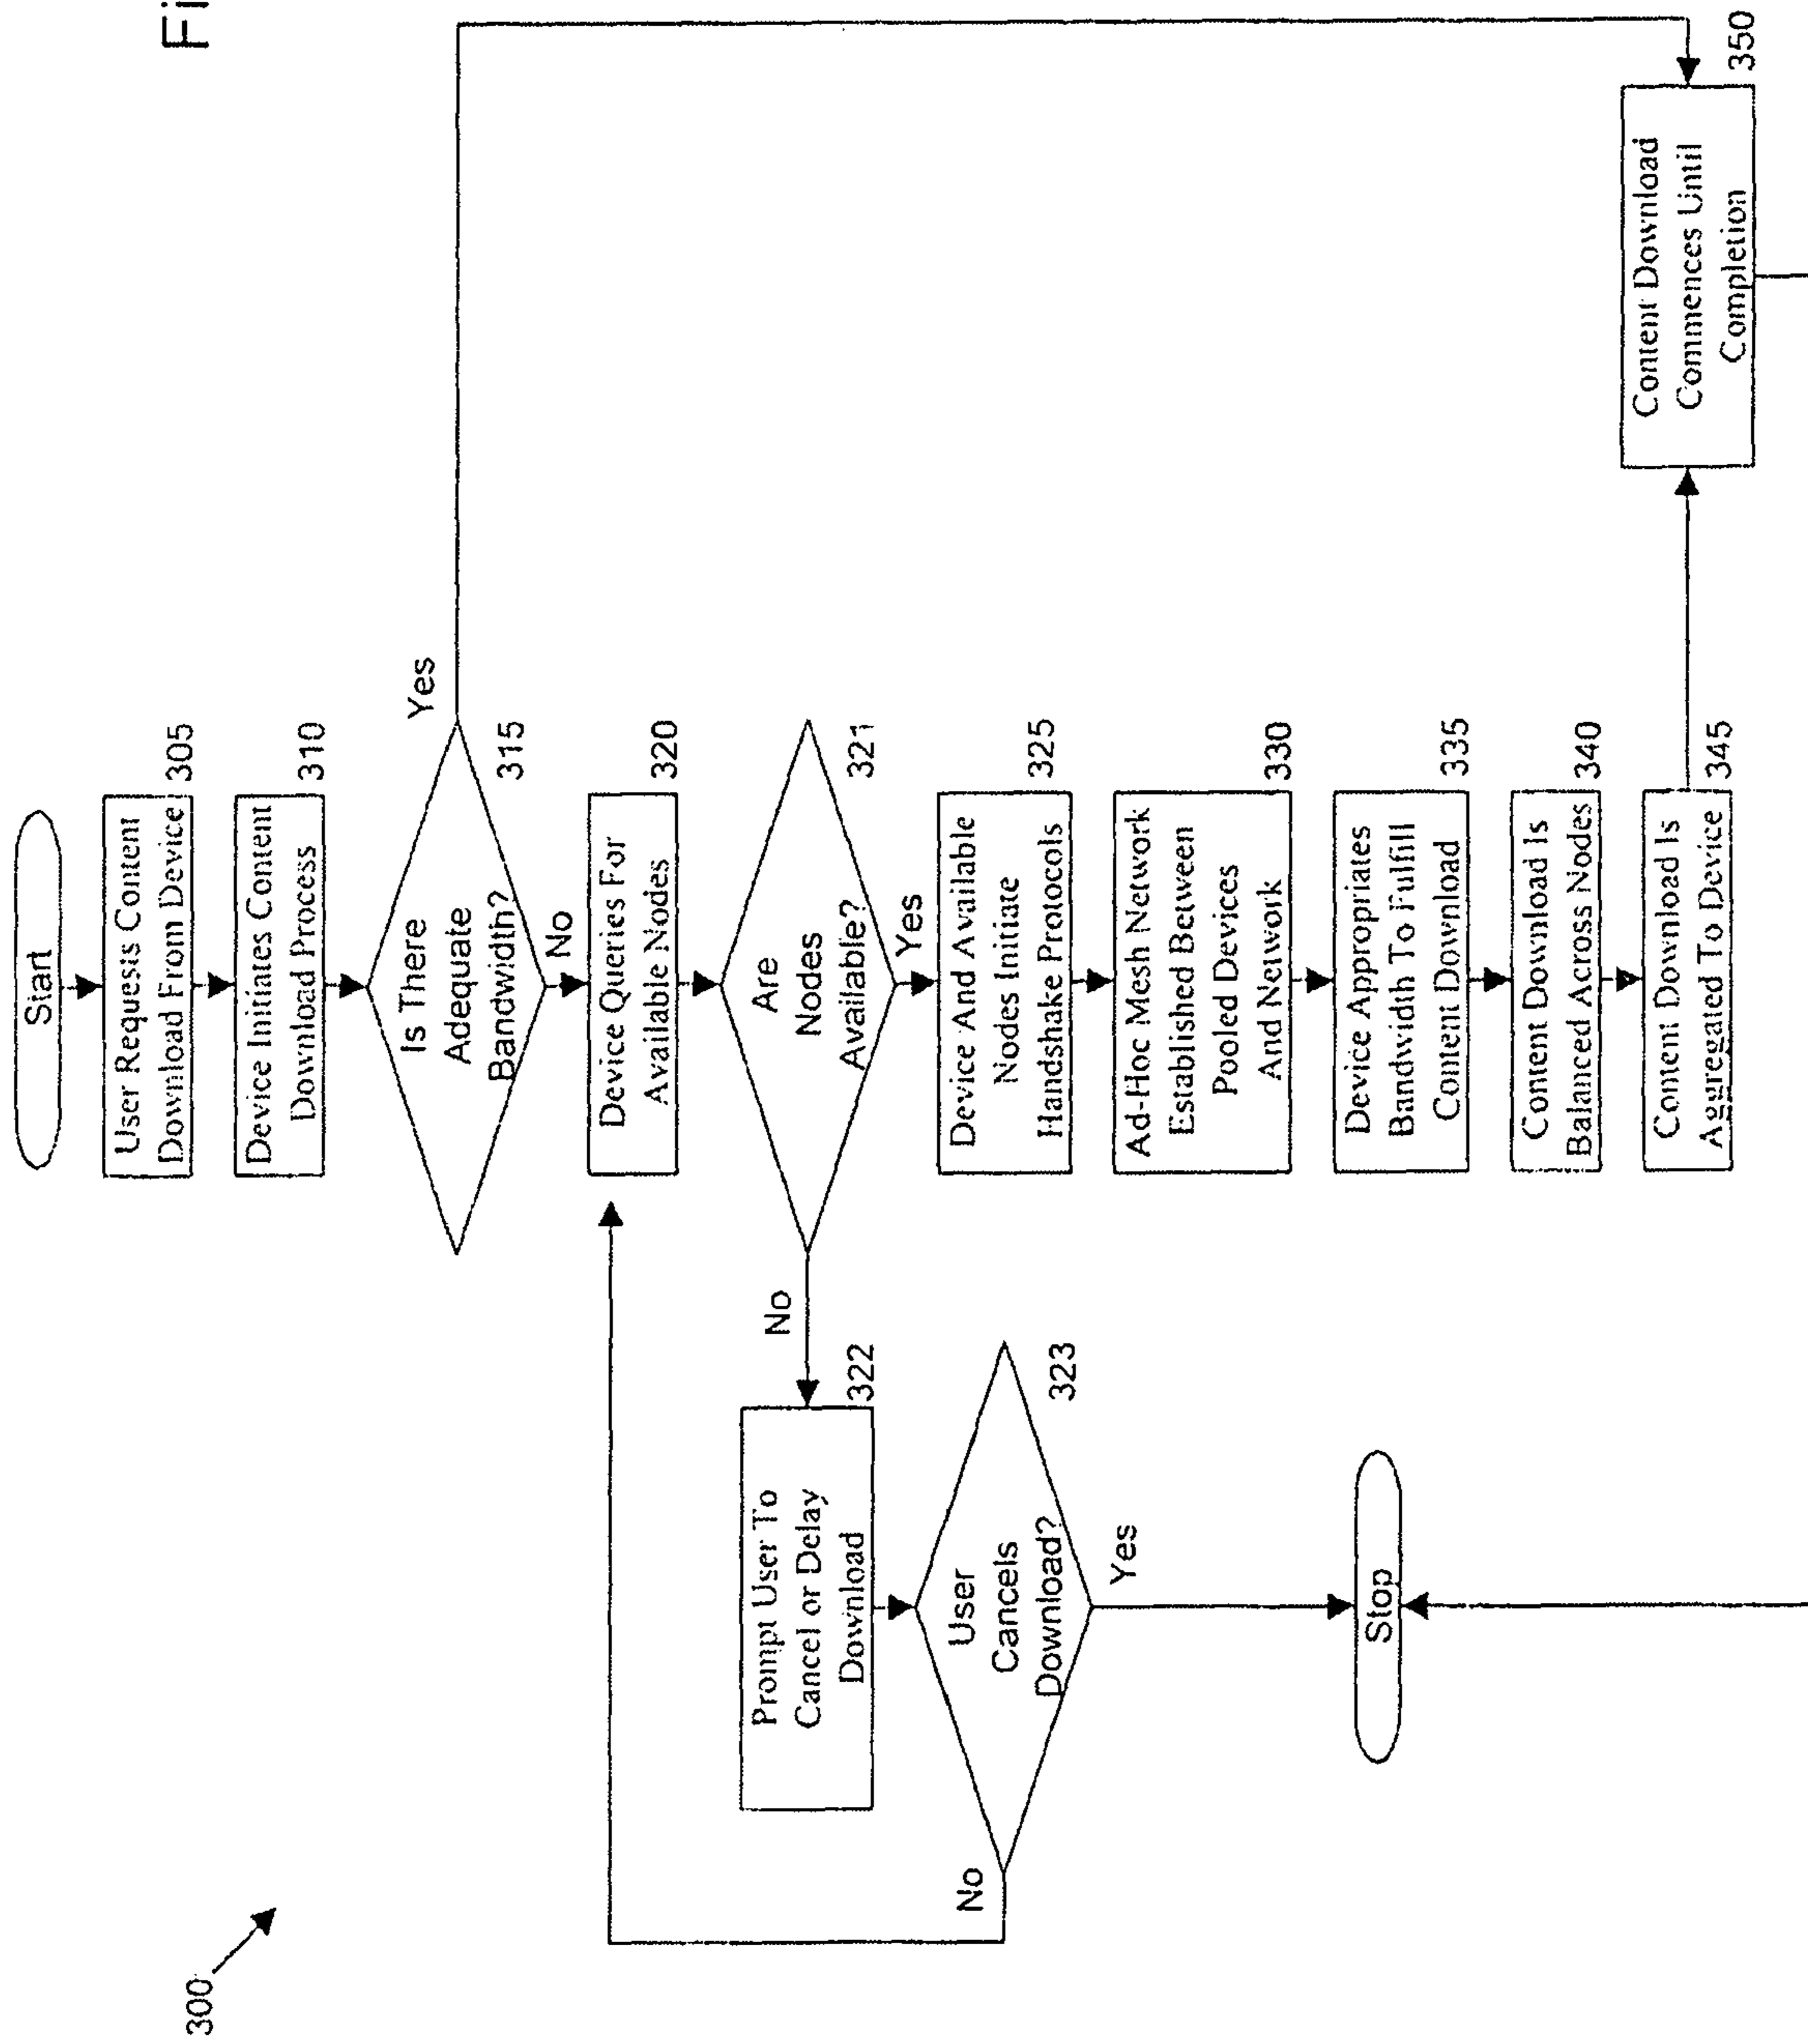 Fi
300
Start
User Requests Content
Download From Device
305
Device Initiates Content
Download Process
310
Is There
Adequate
Bandwidth?
315
Yes
No
Device Queries For
Available Nodes
320
Are
Nodes
Available?
321
No
Yes
Prompt User To
Cancel or Delay
Download
322
User
Cancels
Download?
323
No
Yes
Stop
Device And Available
Nodes Initiate
Handshake Protocols
325
Ad-Hoc Mesh Network
Established Between
Pooled Devices
And Network
330
Device Appropriates
Bandwidth To Fulfill
Content Download
335
Content Download Is
Balanced Across Nodes
340
Content Download Is
Aggregated To Device
345
Content Download
Commences Until
Completion
350